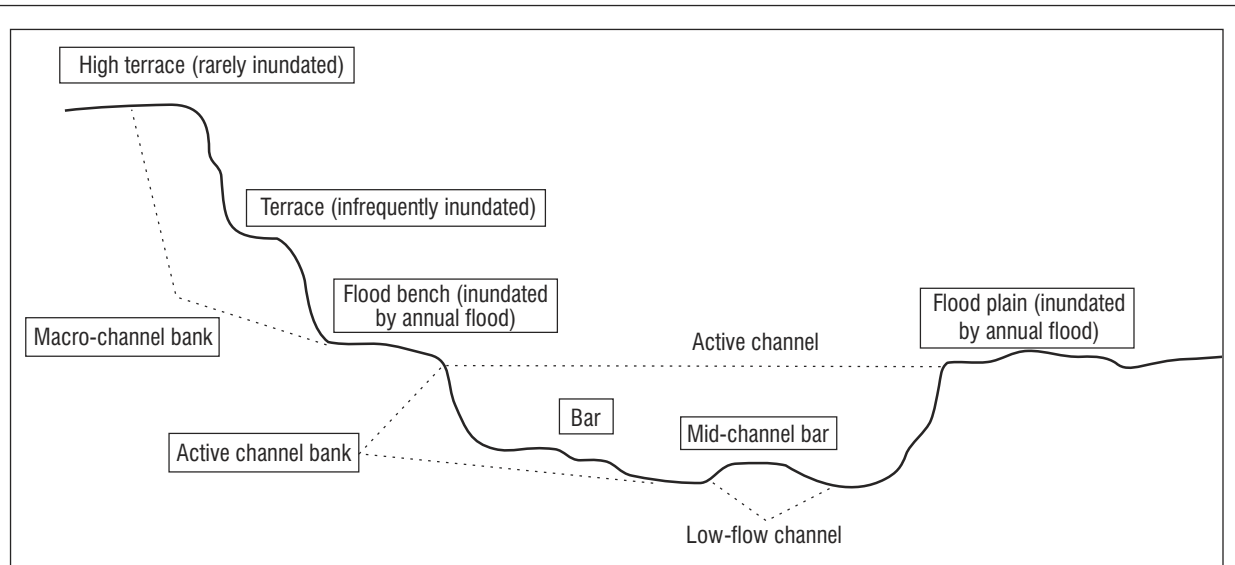 High terrace (rarely inundated)
Terrace (infrequently inundated)
Flood bench (inundated
by annual flood)
Flood plain (inundated
by annual flood)
Macro-channel bank
Active channel
Bar
Mid-channel bar
Active channel bank
Low-flow channel